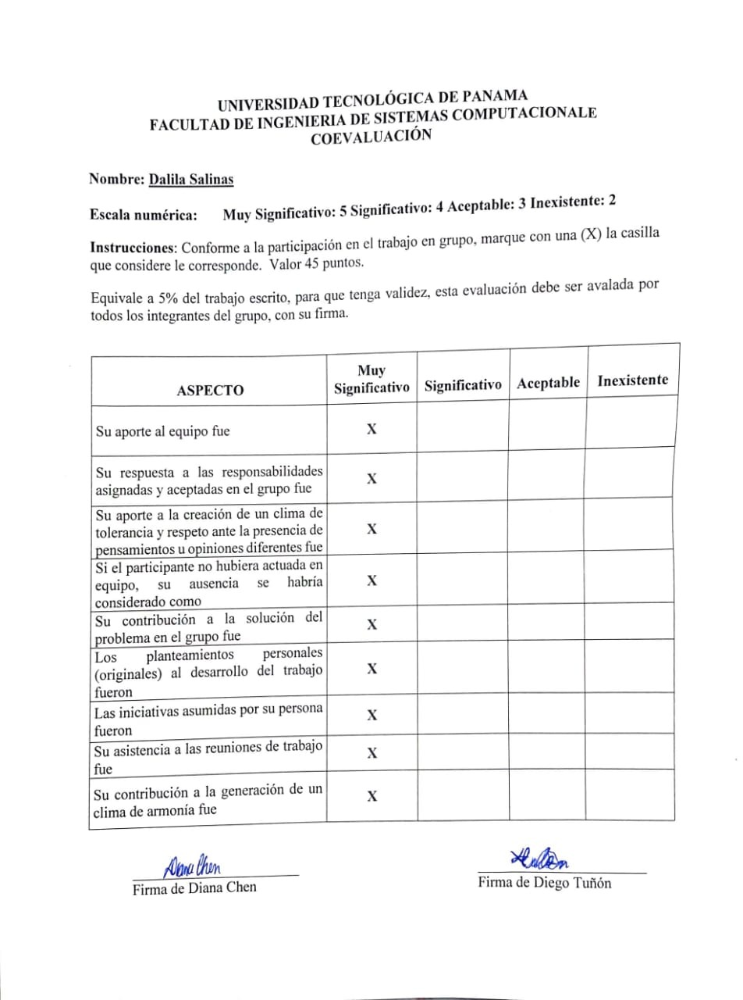 UNIVERSIDAD TECNOLÓGICA DE PANAMA
FACULTAD DE INGENIERIA DE SISTEMAS COMPUTACIONALE
COEVALUACIÓN
Nombre: Dalila Salinas
Escala numérica: Muy Significativo: 5 Significativo: 4 Aceptable: 3 Inexistente: 2
Instrucciones: Conforme a la participación en el trabajo en grupo, marque con una (X) la casilla
que considere le corresponde. Valor 45 puntos.
Equivale a 5% del trabajo escrito, para que tenga validez, esta evaluación debe ser avalada por
todos los integrantes del grupo, con su firma.
ASPECTO
Muy
Significativo
Significativo
Aceptable
Inexistente
Su aporte al equipo fue
X
Su respuesta a las responsabilidades
asignadas y aceptadas en el grupo fue
X
Su aporte a la creación de un clima de
tolerancia y respeto ante la presencia de
pensamientos u opiniones diferentes fue
X
Si el participante no hubiera actuada en
equipo, su ausencia se habría
considerado como
X
Su contribución a la solución del
problema en el grupo fue
X
Los planteamientos personales
(originales) al desarrollo del trabajo
fueron
X
Las iniciativas asumidas por su persona
fueron
X
Su asistencia a las reuniones de trabajo
fue
X
Su contribución a la generación de un
clima de armonía fue
X
Diana Chen
Firma de Diana Chen
Firma de Diego Tuñón